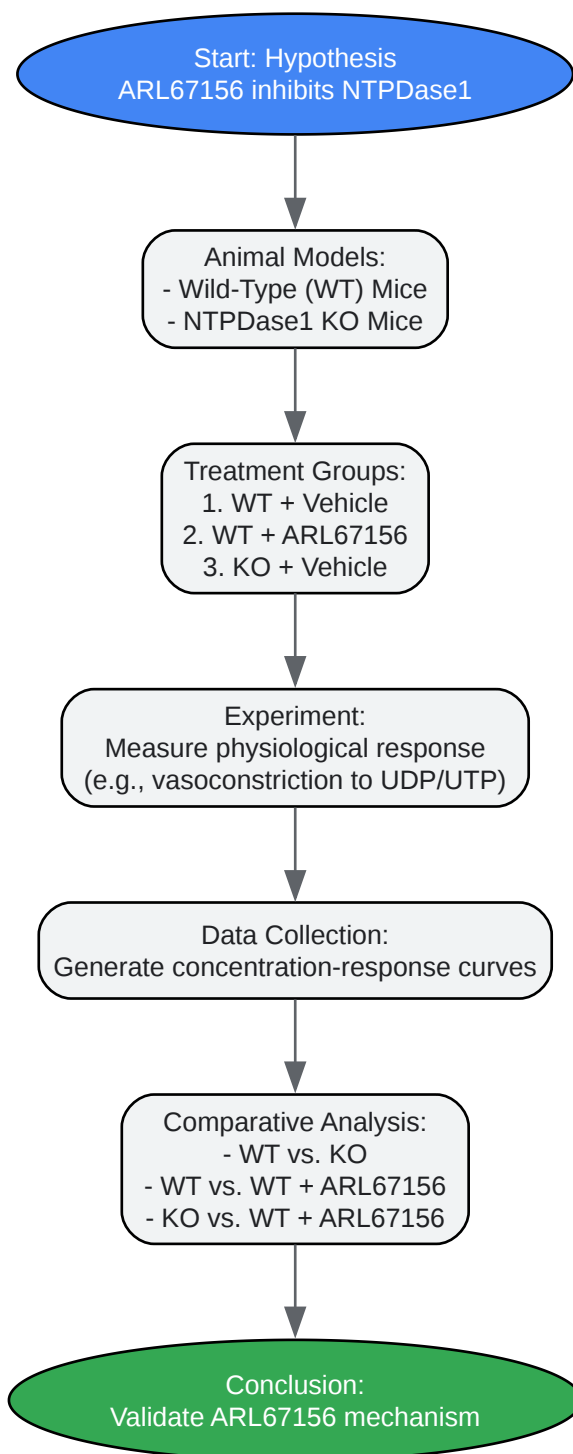 Start: Hypothesis
ARL67156 inhibits NTPDase1
Animal Models:
- Wild-Type (WT) Mice
- NTPDase1 KO Mice
Treatment Groups:
1. WT + Vehicle
2. WT + ARL67156
3. KO + Vehicle
Experiment:
Measure physiological response
(e.g., vasoconstriction to UDP/UTP)
Data Collection:
Generate concentration-response curves
Comparative Analysis:
- WT vs. KO
- WT vs. WT + ARL67156
- KO vs. WT + ARL67156
Conclusion:
Validate ARL67156 mechanism